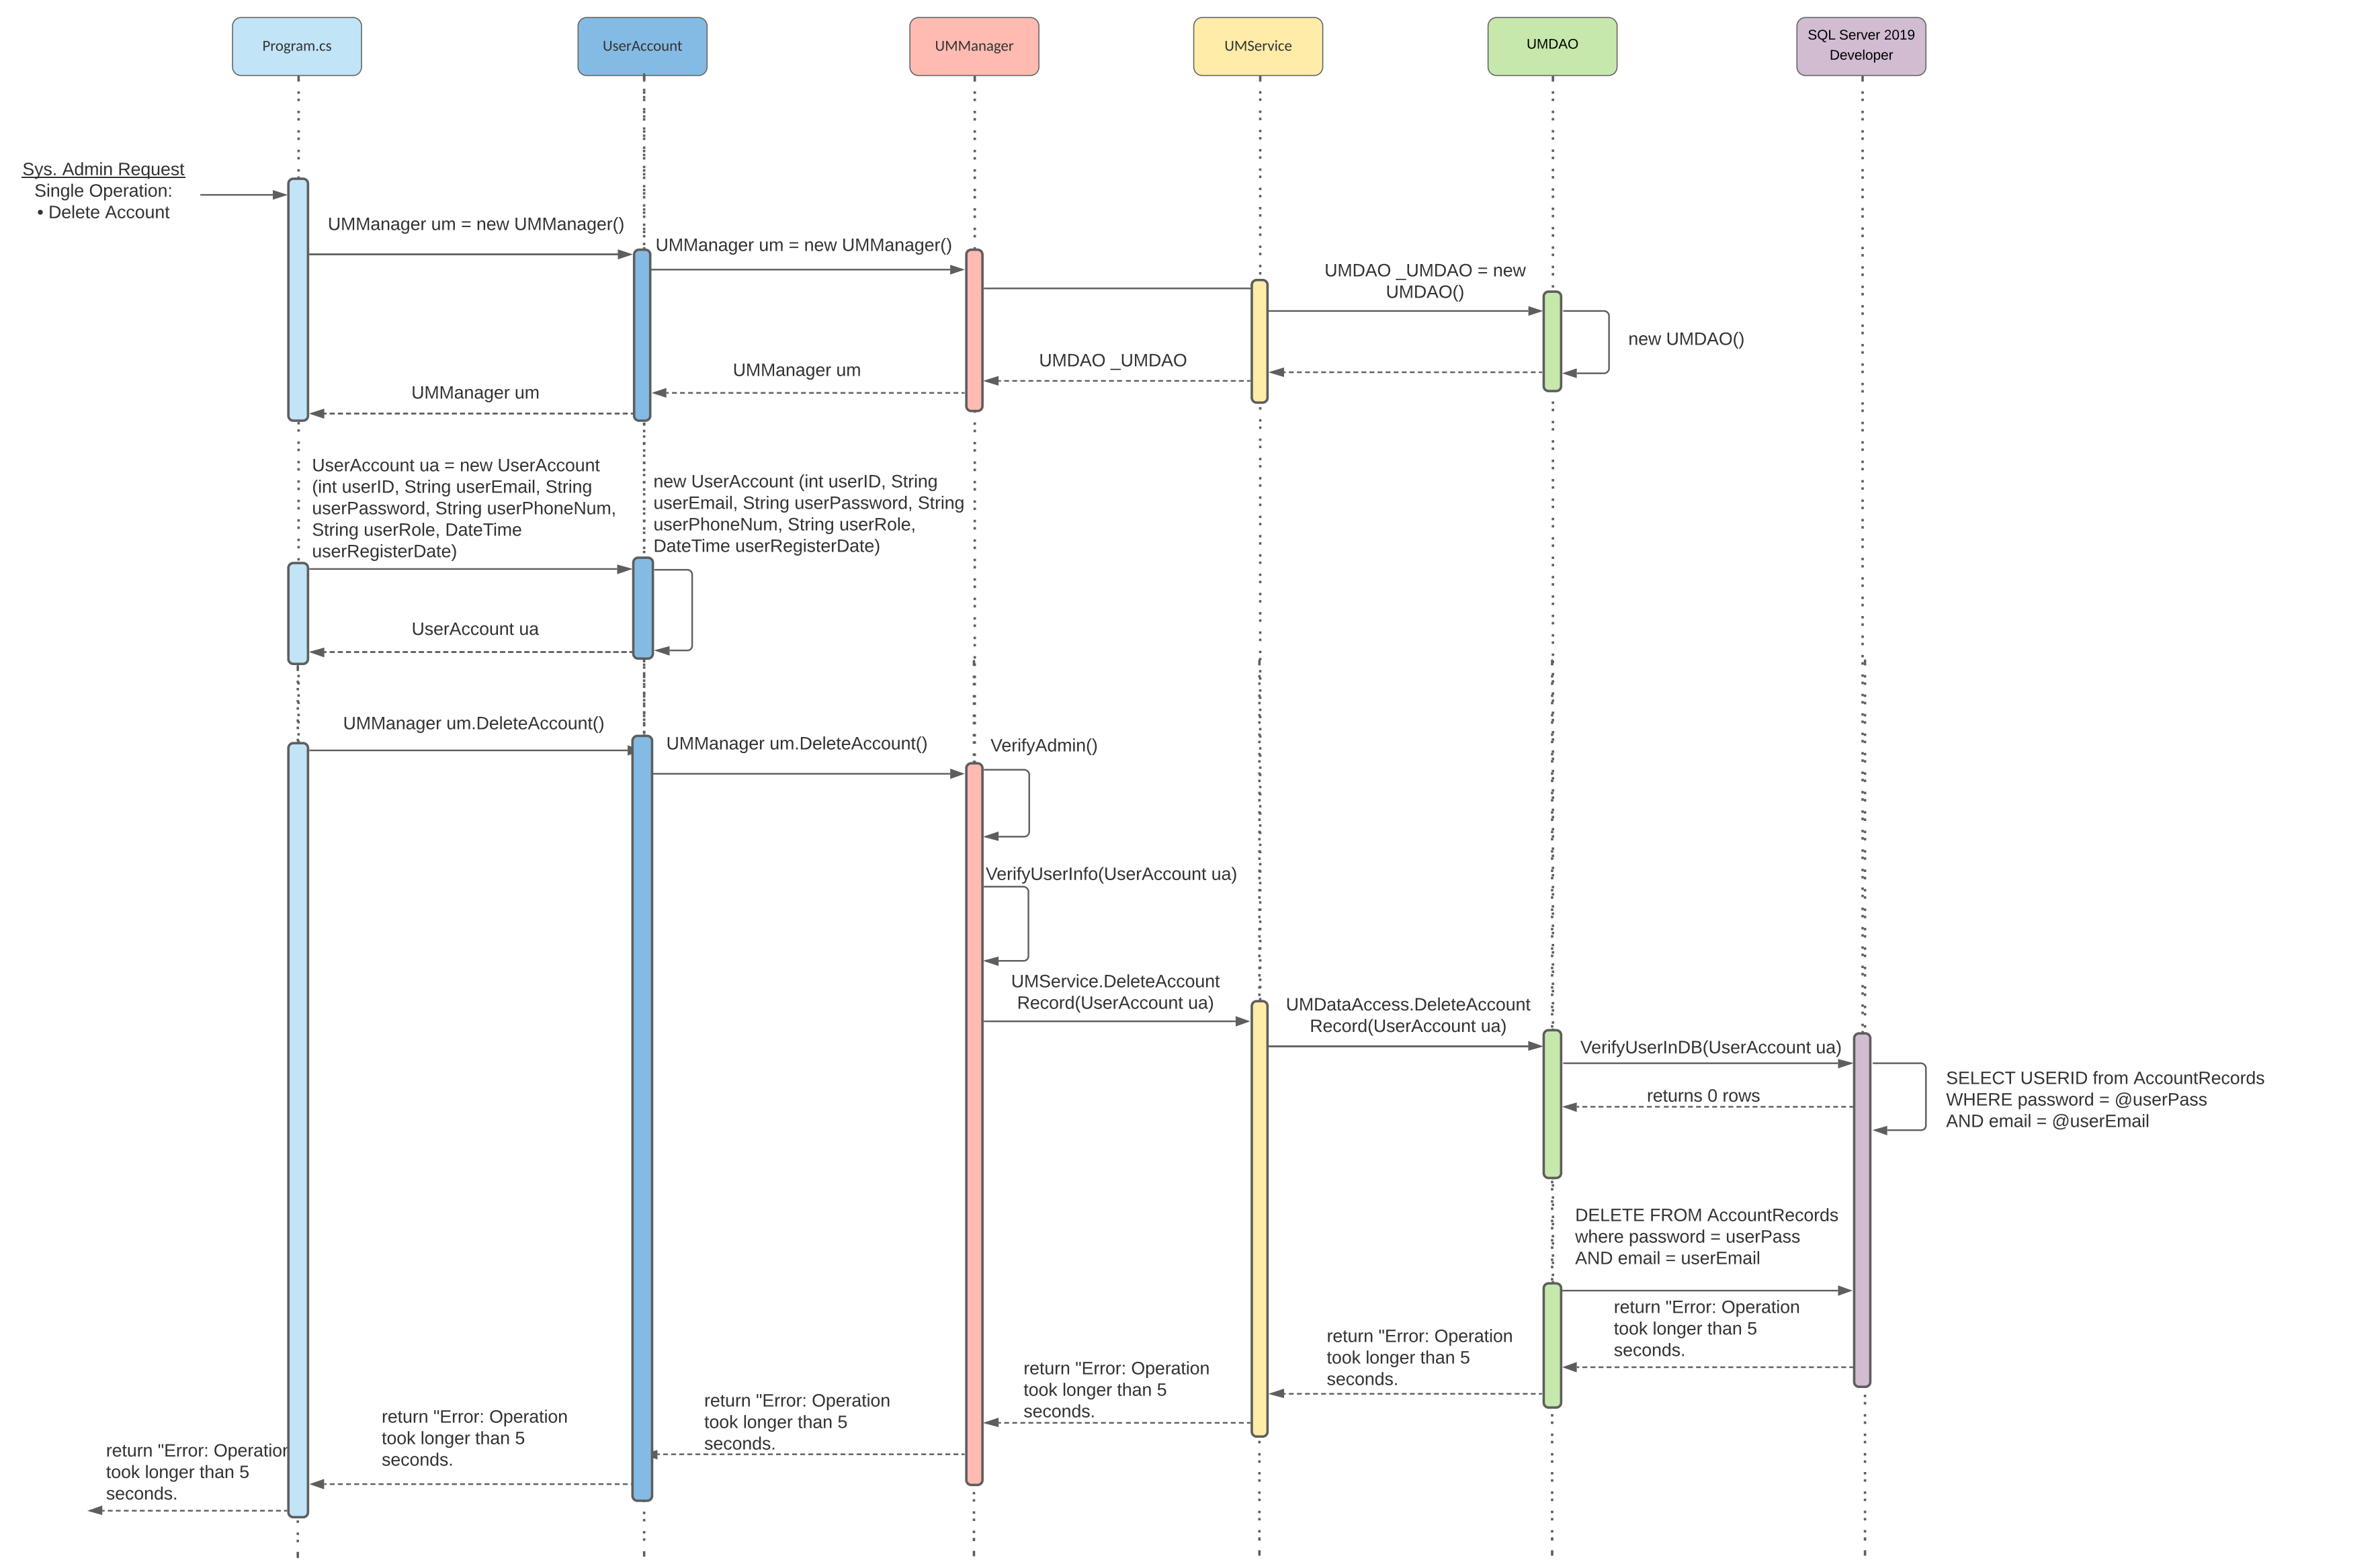 Program.cs
UserAccount
UMManager
UMService
UMDAO
SQL Server 2019
Developer
Sys. Admin Request
Single Operation:
• Delete Account
UMManager um = new UMManager()
UMManager um = new UMManager()
UMDAO _UMDAO = new
UMDAO()
new UMDAO()
UMDAO _UMDAO
UMManager um
UMManager um
UserAccount ua = new UserAccount
(int userID, String userEmail, String
userPassword, String userPhoneNum,
String userRole, DateTime
userRegisterDate)
new UserAccount (int userID, String
userEmail, String userPassword, String
userPhoneNum, String userRole,
DateTime userRegisterDate)
UserAccount ua
UMManager um.DeleteAccount()
UMManager um.DeleteAccount()
VerifyAdmin()
VerifyUserInfo(UserAccount ua)
UMService.DeleteAccount
Record(UserAccount ua)
UMDataAccess.DeleteAccount
Record(UserAccount ua)
VerifyUserInDB(UserAccount ua)
SELECT USERID from AccountRecords
WHERE password = @userPass
AND email = @userEmail
returns 0 rows
DELETE FROM AccountRecords
where password = userPass
AND email = userEmail
return "Error: Operation
took longer than 5
seconds.
return "Error: Operation
took longer than 5
seconds.
return "Error: Operation
took longer than 5
seconds.
return "Error: Operation
took longer than 5
seconds.
return "Error: Operation
took longer than 5
seconds.
return "Error: Operation
took longer than 5
seconds.